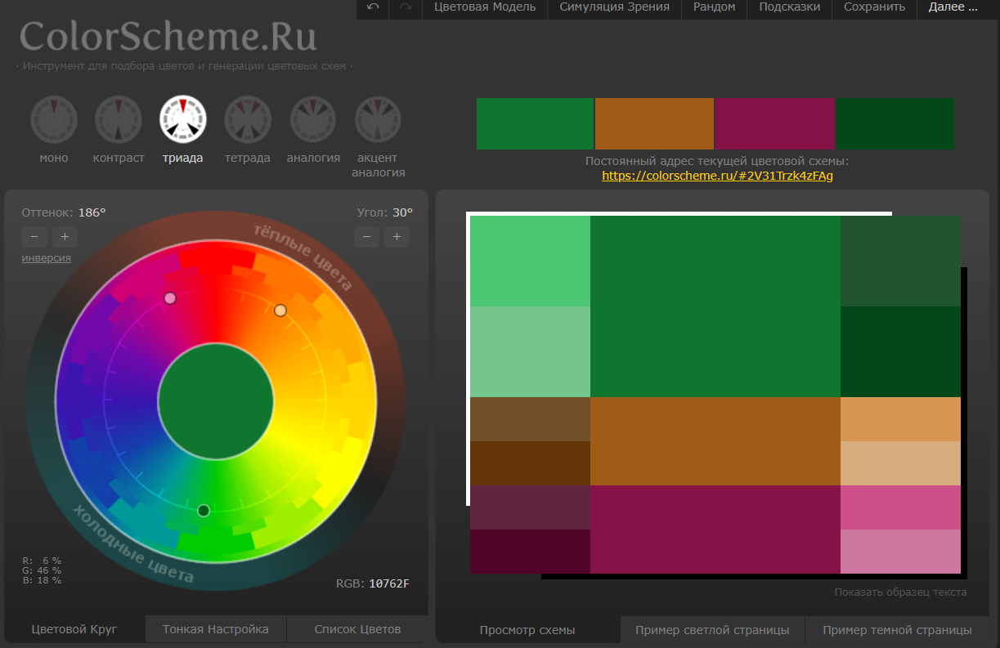 Цветовая Модель
Симуляция Зрения
Рандом
Подсказки
Сохранить
Далее ...
ColorScheme.Ru
· Инструмент для подбора цветов и генерации цветовых схем ·
моно
контраст
триада
тетрада
аналогия
акцент
аналогия
Постоянный адрес текущей цветовой схемы:
https://colorscheme.ru/#2V31Trzk4zFAg
Оттенок: 186°
− +
инверсия
Угол: 30°
− +
тёплые цвета
холодные цвета
R: 6 %
G: 46 %
B: 18 %
RGB: 10762F
Цветовой Круг
Тонкая Настройка
Список Цветов
Показать образец текста
Просмотр схемы
Пример светлой страницы
Пример темной страницы